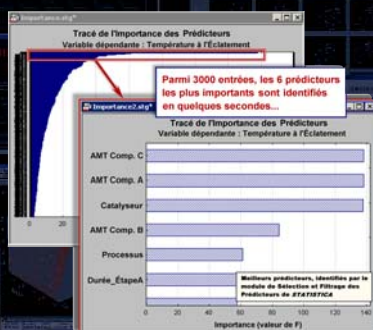 Importance.stg*
Tracé de l'Importance des Prédicteurs
Variable dépendante : Température à l'Éclatement
Parmi 3000 entrées, les 6 prédicteurs
les plus importants sont identifiés
en quelques secondes...
0 20
Importance2.stg*
Tracé de l'Importance des Prédicteurs
Variable dépendante : Température à l'Éclatement
AMT Comp. C
AMT Comp. A
Catalyseur
AMT Comp. B
Processus
Durée_ÉtapeA
Meilleurs prédicteurs, identifiés par le
module de Sélection et Filtrage des
Prédicteurs de STATISTICA
0 20 40 60 80 100 120 140
Importance (valeur de F)